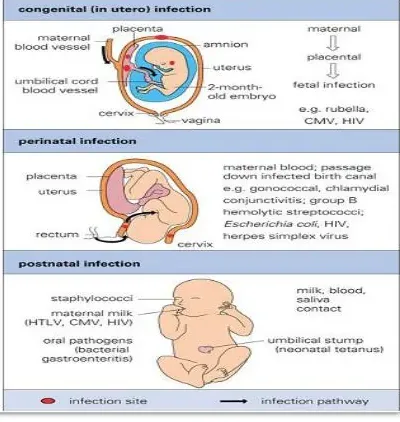 congenital (in utero) infection
placenta
maternal
blood vessel
amnion
uterus
umbilical cord
blood vessel
2-month-
old embryo
cervix
vagina
maternal
placental
fetal infection
e.g. rubella,
CMV, HIV
perinatal infection
placenta
uterus
rectum
cervix
maternal blood; passage
down infected birth canal
e.g. gonococcal, chlamydial
conjunctivitis; group B
hemolytic streptococci;
Escherichia coli, HIV,
herpes simplex virus
postnatal infection
staphylococci
maternal milk
(HTLV, CMV, HIV)
oral pathogens
(bacterial
gastroenteritis)
milk, blood,
saliva
contact
umbilical stump
(neonatal tetanus)
infection site
infection pathway